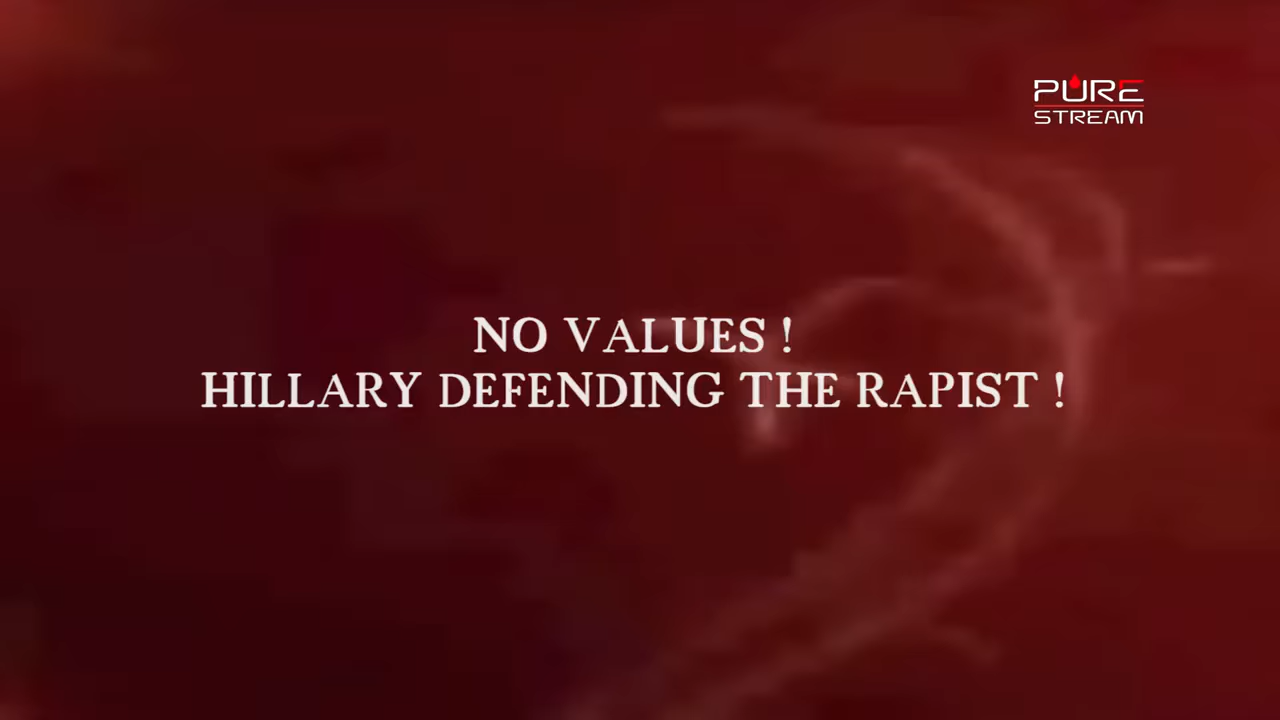 PURE
STREAM
NO VALUES !
HILLARY DEFENDING THE RAPIST !